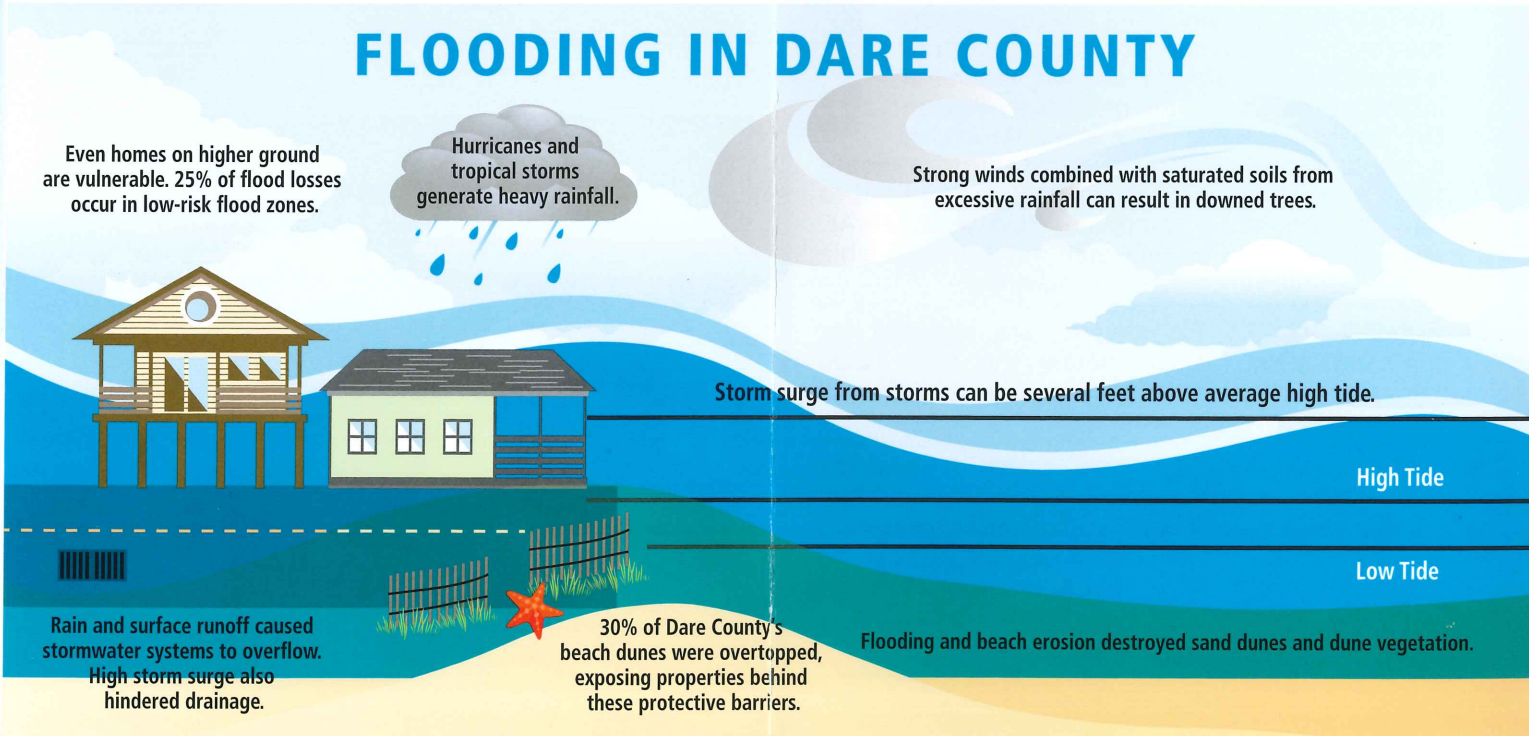 FLOODING IN DARE COUNTY
Even homes on higher ground
are vulnerable. 25% of flood losses
occur in low-risk flood zones.
Hurricanes and
tropical storms
generate heavy rainfall.
Strong winds combined with saturated soils from
excessive rainfall can result in downed trees.
Storm surge from storms can be several feet above average high tide.
High Tide
Low Tide
Rain and surface runoff caused
stormwater systems to overflow.
High storm surge also
hindered drainage.
30% of Dare County's
beach dunes were overtopped,
exposing properties behind
these protective barriers.
Flooding and beach erosion destroyed sand dunes and dune vegetation.